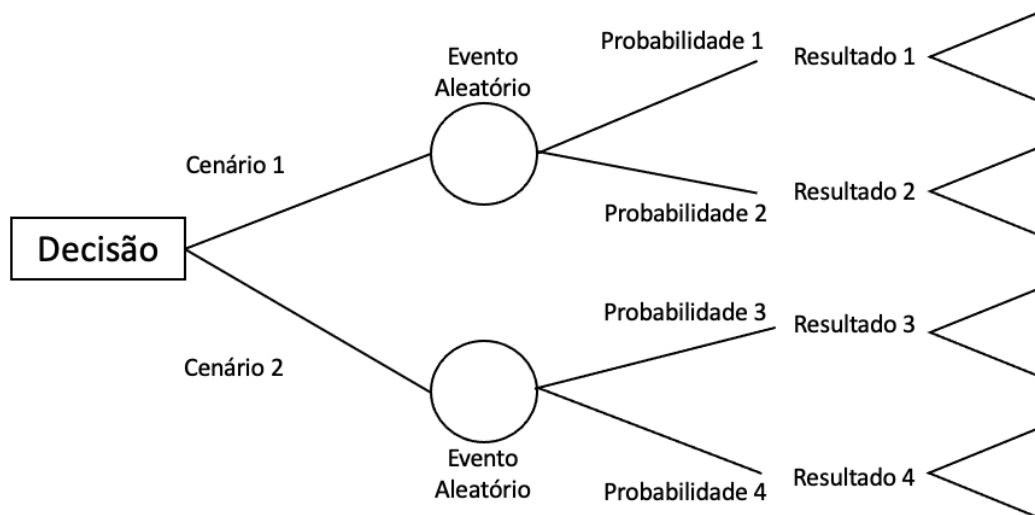 Evento
Aleatório
Probabilidade 1
Resultado 1
Cenário 1
Probabilidade 2
Resultado 2
Decisão
Cenário 2
Probabilidade 3
Resultado 3
Evento
Aleatório
Probabilidade 4
Resultado 4